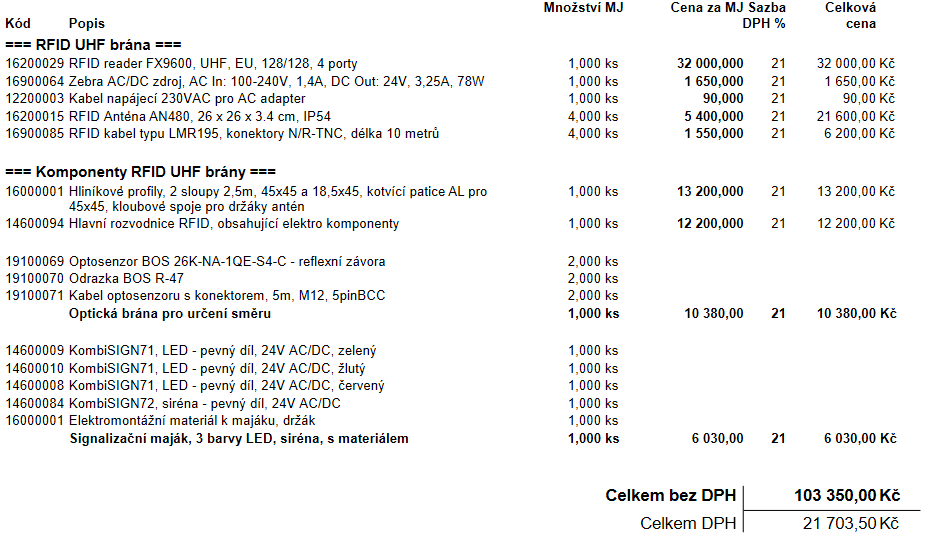 Množství MJ Cena za MJ Sazba Celková
Kód Popis DPH % cena
=== RFID UHF brána ===
16200029 RFID reader FX9600, UHF, EU, 128/128, 4 porty 1,000 ks 32 000,000 21 32 000,00 Kč
16900064 Zebra AC/DC zdroj, AC In: 100-240V, 1,4A, DC Out: 24V, 3,25A, 78W 1,000 ks 1 650,000 21 1 650,00 Kč
12200003 Kabel napájecí 230VAC pro AC adapter 1,000 ks 90,000 21 90,00 Kč
16200015 RFID Anténa AN480, 26 x 26 x 3.4 cm, IP54 4,000 ks 5 400,000 21 21 600,00 Kč
16900085 RFID kabel typu LMR195, konektory N/R-TNC, délka 10 metrů 4,000 ks 1 550,000 21 6 200,00 Kč
=== Komponenty RFID UHF brány ===
16000001 Hliníkové profily, 2 sloupy 2,5m, 45x45 a 18,5x45, kotvící patice AL pro 1,000 ks 13 200,000 21 13 200,00 Kč
45x45, kloubové spoje pro držáky antén
14600094 Hlavní rozvodnice RFID, obsahující elektro komponenty 1,000 ks 12 200,000 21 12 200,00 Kč
19100069 Optosenzor BOS 26K-NA-1QE-S4-C - reflexní závora 2,000 ks
19100070 Odrazka BOS R-47 2,000 ks
19100071 Kabel optosenzoru s konektorem, 5m, M12, 5pinBCC 2,000 ks
Optická brána pro určení směru 1,000 ks 10 380,00 21 10 380,00 Kč
14600009 KombiSIGN71, LED - pevný díl, 24V AC/DC, zelený 1,000 ks
14600010 KombiSIGN71, LED - pevný díl, 24V AC/DC, žlutý 1,000 ks
14600008 KombiSIGN71, LED - pevný díl, 24V AC/DC, červený 1,000 ks
14600084 KombiSIGN72, siréna - pevný díl, 24V AC/DC 1,000 ks
16000001 Elektromontážní materiál k majáku, držák 1,000 ks
Signalizační maják, 3 barvy LED, siréna, s materiálem 1,000 ks 6 030,00 21 6 030,00 Kč
Celkem bez DPH 103 350,00 Kč
Celkem DPH 21 703,50 Kč